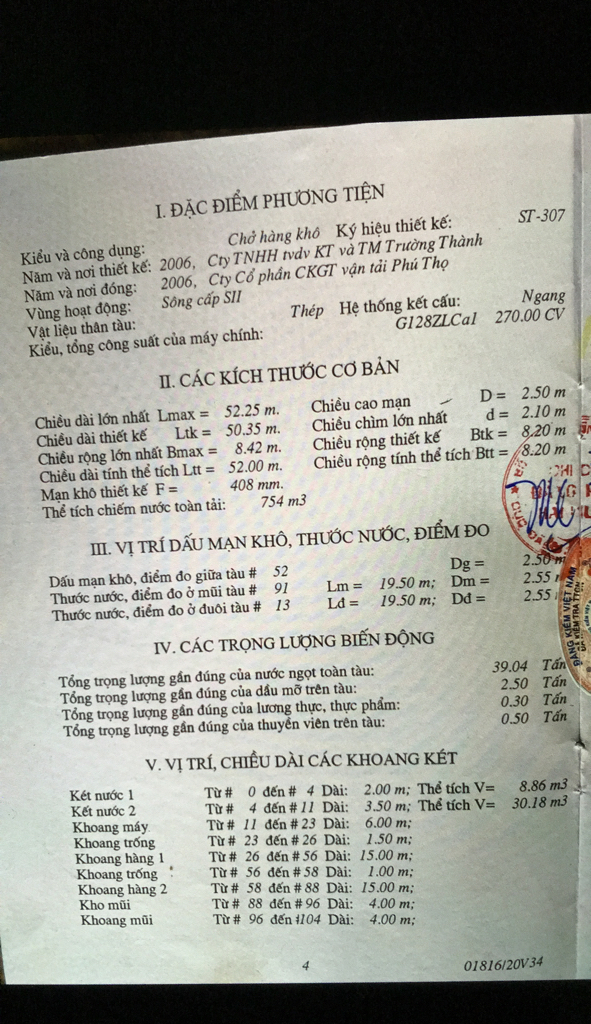 I. ĐẶC ĐIỂM PHƯƠNG TIỆN
Kiểu và công dụng: Chở hàng khô Ký hiệu thiết kế: ST-307
Năm và nơi thiết kế: 2006, Cty TNHH tvdv KT và TM Trường Thành
Năm và nơi đóng: 2006, Cty Cổ phần CKGT vận tải Phú Thọ
Vùng hoạt động: Sông cấp SII
Vật liệu thân tàu: Thép Hệ thống kết cấu: Ngang
Kiểu, tổng công suất của máy chính: G128ZLCa1 270.00 CV
II. CÁC KÍCH THƯỚC CƠ BẢN
Chiều dài lớn nhất Lmax = 52.25 m. Chiều cao mạn D = 2.50 m
Chiều dài thiết kế Ltk = 50.35 m. Chiều chìm lớn nhất d = 2.10 m
Chiều rộng lớn nhất Bmax = 8.42 m. Chiều rộng thiết kế Btk = 8.20 m
Chiều dài tính thể tích Ltt = 52.00 m. Chiều rộng tính thể tích Btt = 8.20 m
Mạn khô thiết kế F = 408 mm.
Thể tích chiếm nước toàn tải: 754 m3
III. VỊ TRÍ DẤU MẠN KHÔ, THƯỚC NƯỚC, ĐIỂM ĐO
Dấu mạn khô, điểm đo giữa tàu # 52 Dg = 2.50 m
Thước nước, điểm đo ở mũi tàu # 91 Lm = 19.50 m; Dm = 2.55
Thước nước, điểm đo ở đuôi tàu # 13 Lđ = 19.50 m; Dđ = 2.55
ĐĂNG KIỂM VIỆT NAM
IV. CÁC TRỌNG LƯỢNG BIẾN ĐỘNG
Tổng trọng lượng gần đúng của nước ngọt toàn tàu: 39.04 Tấn
Tổng trọng lượng gần đúng của dầu mỡ trên tàu: 2.50 Tấn
Tổng trọng lượng gần đúng của lương thực, thực phẩm: 0.30 Tấn
Tổng trọng lượng gần đúng của thuyền viên trên tàu: 0.50 Tấn
V. VỊ TRÍ, CHIỀU DÀI CÁC KHOANG KÉT
Két nước 1 Từ # 0 đến # 4 Dài: 2.00 m; Thể tích V= 8.86 m3
Két nước 2 Từ # 4 đến # 11 Dài: 3.50 m; Thể tích V= 30.18 m3
Khoang máy Từ # 11 đến # 23 Dài: 6.00 m;
Khoang trống Từ # 23 đến # 26 Dài: 1.50 m;
Khoang hàng 1 Từ # 26 đến # 56 Dài: 15.00 m;
Khoang trống Từ # 56 đến # 58 Dài: 1.00 m;
Khoang hàng 2 Từ # 58 đến # 88 Dài: 15.00 m;
Kho mũi Từ # 88 đến # 96 Dài: 4.00 m;
Khoang mũi Từ # 96 đến #104 Dài: 4.00 m;
4 01816/20V34